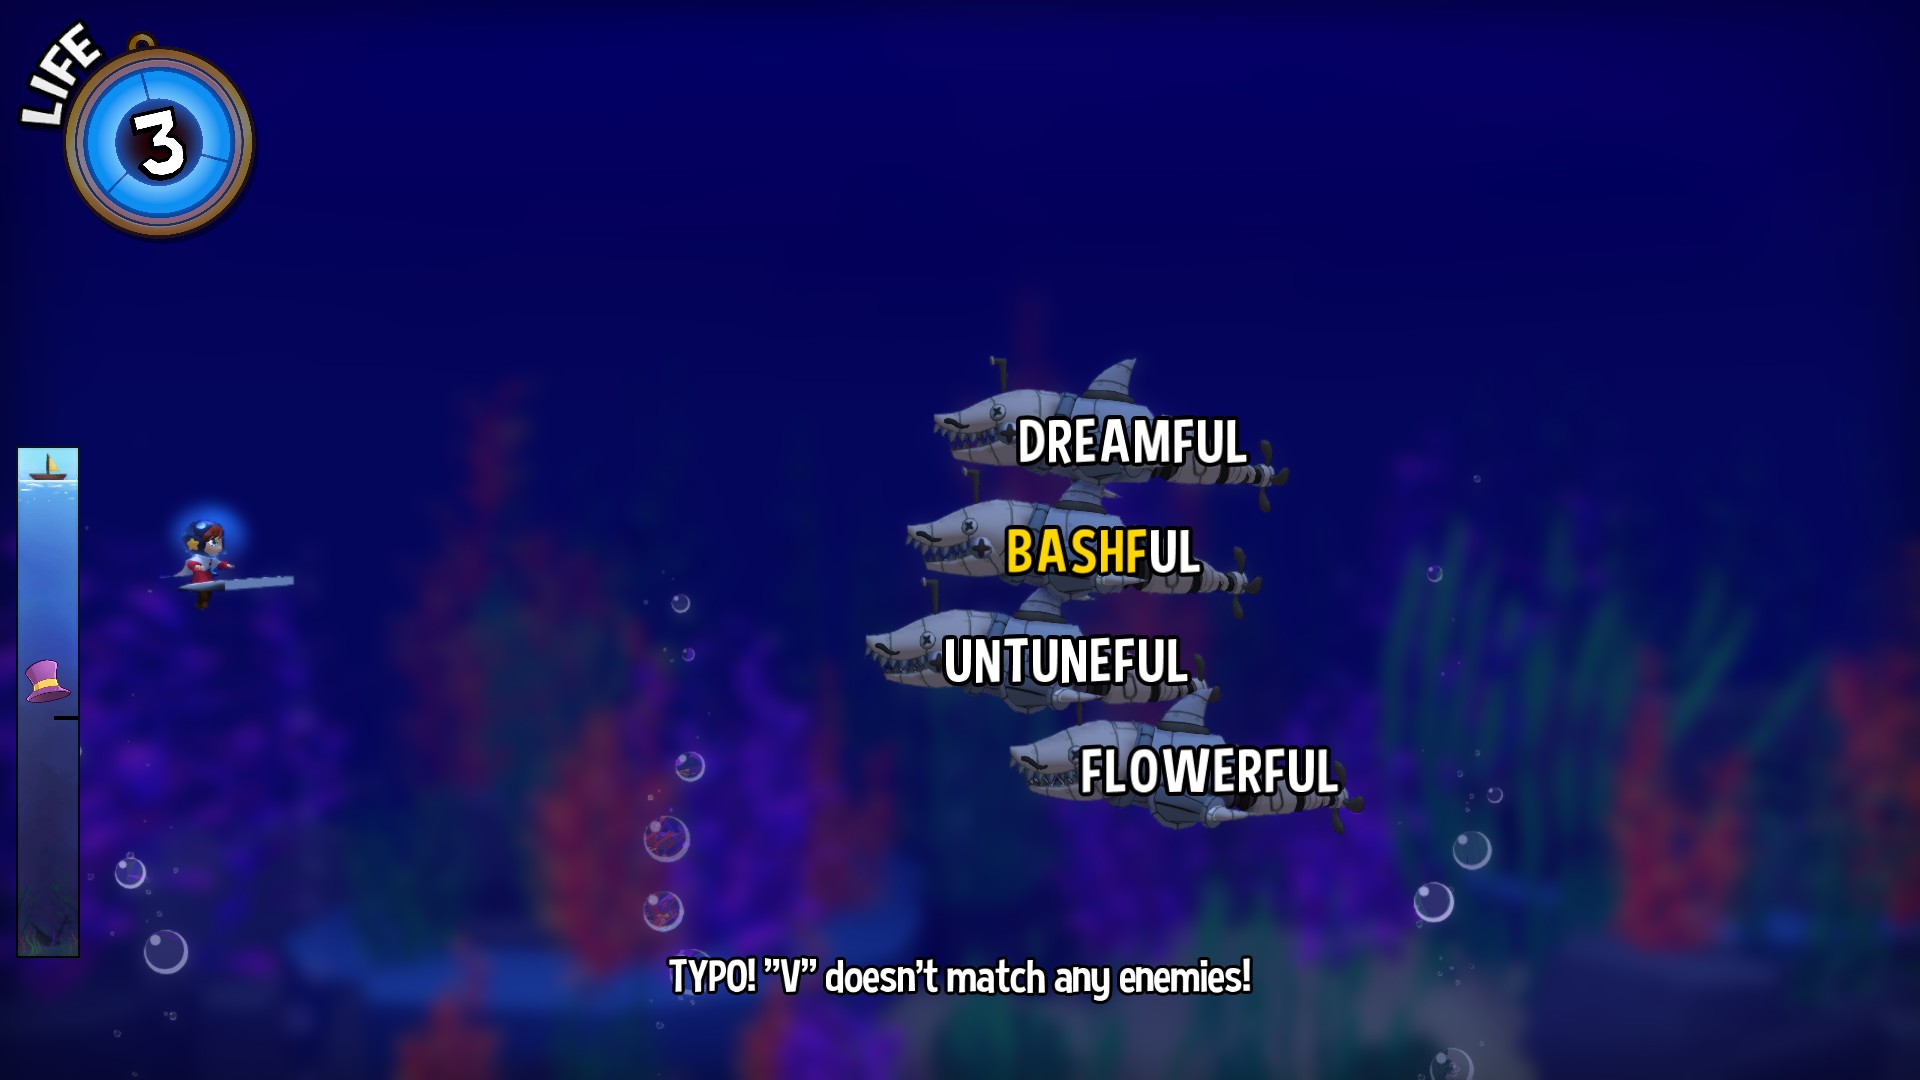 LIFE
3
DREAMFUL
BASHFUL
UNTUNEFUL
FLOWERFUL
TYPO! ”V” doesn’t match any enemies!